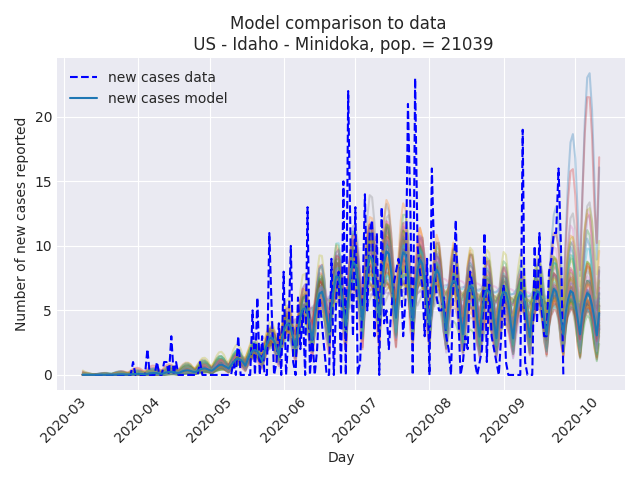 Model comparison to data
US - Idaho - Minidoka, pop. = 21039
new cases data
new cases model
Number of new cases reported
20
15
10
5
0
2020-03
2020-04
2020-05
2020-06
2020-07
2020-08
2020-09
2020-10
Day